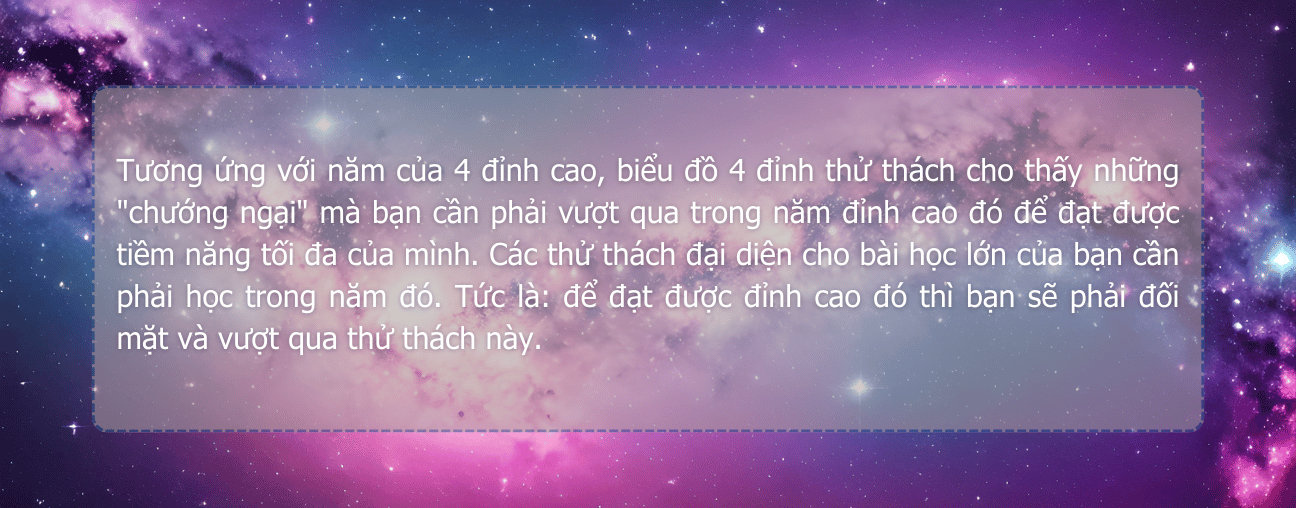 Tương ứng với năm của 4 đỉnh cao, biểu đồ 4 đỉnh thử thách cho thấy những
"chướng ngại" mà bạn cần phải vượt qua trong năm đỉnh cao đó để đạt được
tiềm năng tối đa của mình. Các thử thách đại diện cho bài học lớn của bạn cần
phải học trong năm đó. Tức là: để đạt được đỉnh cao đó thì bạn sẽ phải đối
mặt và vượt qua thử thách này.